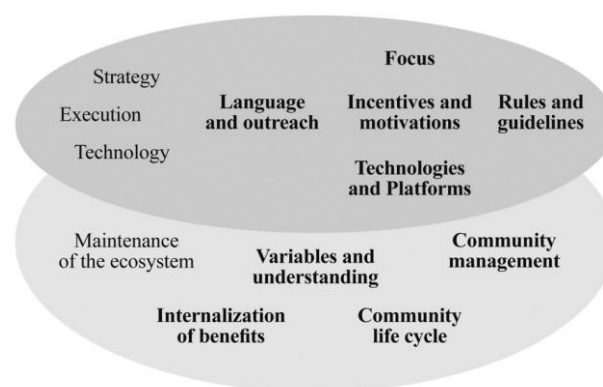 Strategy
Execution
Technology
Focus
Language
and outreach
Incentives and
motivations
Rules and
guidelines
Technologies
and Platforms
Maintenance
of the ecosystem
Variables and
understanding
Community
management
Internalization
of benefits
Community
life cycle